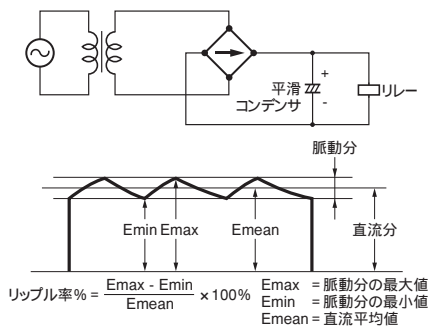 +
平滑
コンデンサ
-
リレー
脈動分
Emin Emax Emean 直流分
リップル率%= Emax - Emin / Emean ×100%
Emax = 脈動分の最大値
Emin = 脈動分の最小値
Emean = 直流平均値